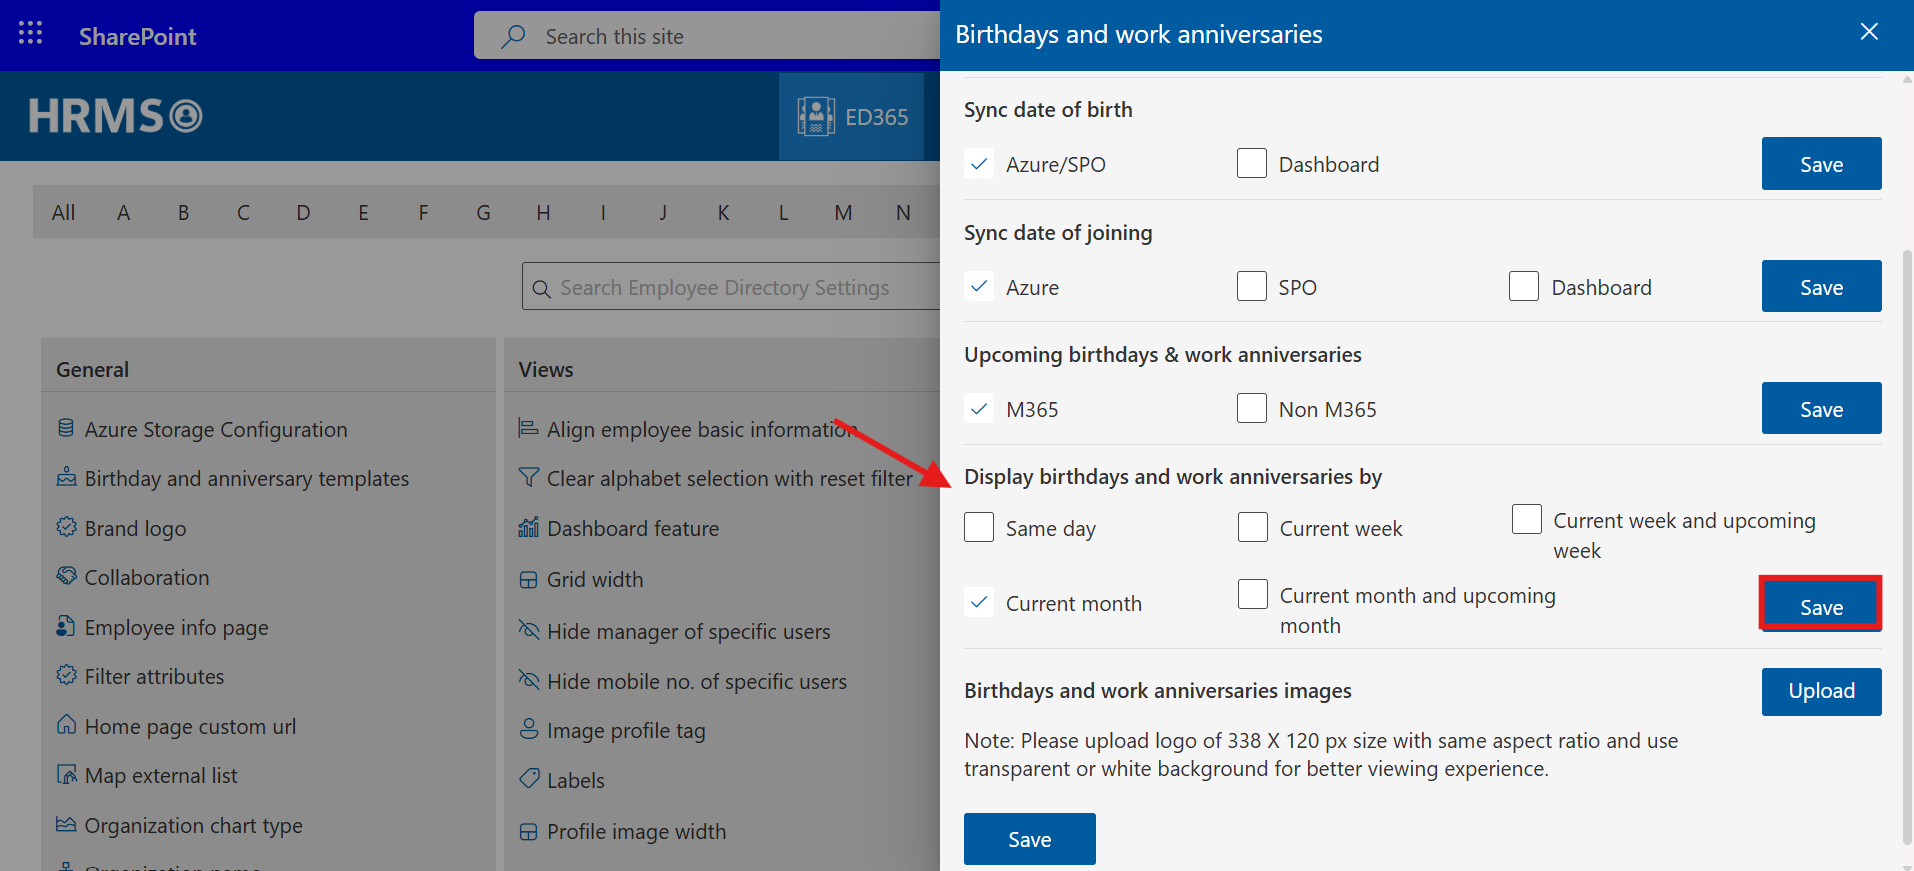 SharePoint
Search this site
HRMS
ED365
All A B C D E F G H I J K L M N
Search Employee Directory Settings
General
Azure Storage Configuration
Birthday and anniversary templates
Brand logo
Collaboration
Employee info page
Filter attributes
Home page custom url
Map external list
Organization chart type
Views
Align employee basic information
Clear alphabet selection with reset filter
Dashboard feature
Grid width
Hide manager of specific users
Hide mobile no. of specific users
Image profile tag
Labels
Profile image width
Birthdays and work anniversaries
Sync date of birth
Azure/SPO Dashboard Save
Sync date of joining
Azure SPO Dashboard Save
Upcoming birthdays & work anniversaries
M365 Non M365 Save
Display birthdays and work anniversaries by
Same day
Current week
Current week and upcoming
week
Current month
Current month and upcoming
month
Save
Birthdays and work anniversaries images
Upload
Note: Please upload logo of 338 X 120 px size with same aspect ratio and use
transparent or white background for better viewing experience.
Save